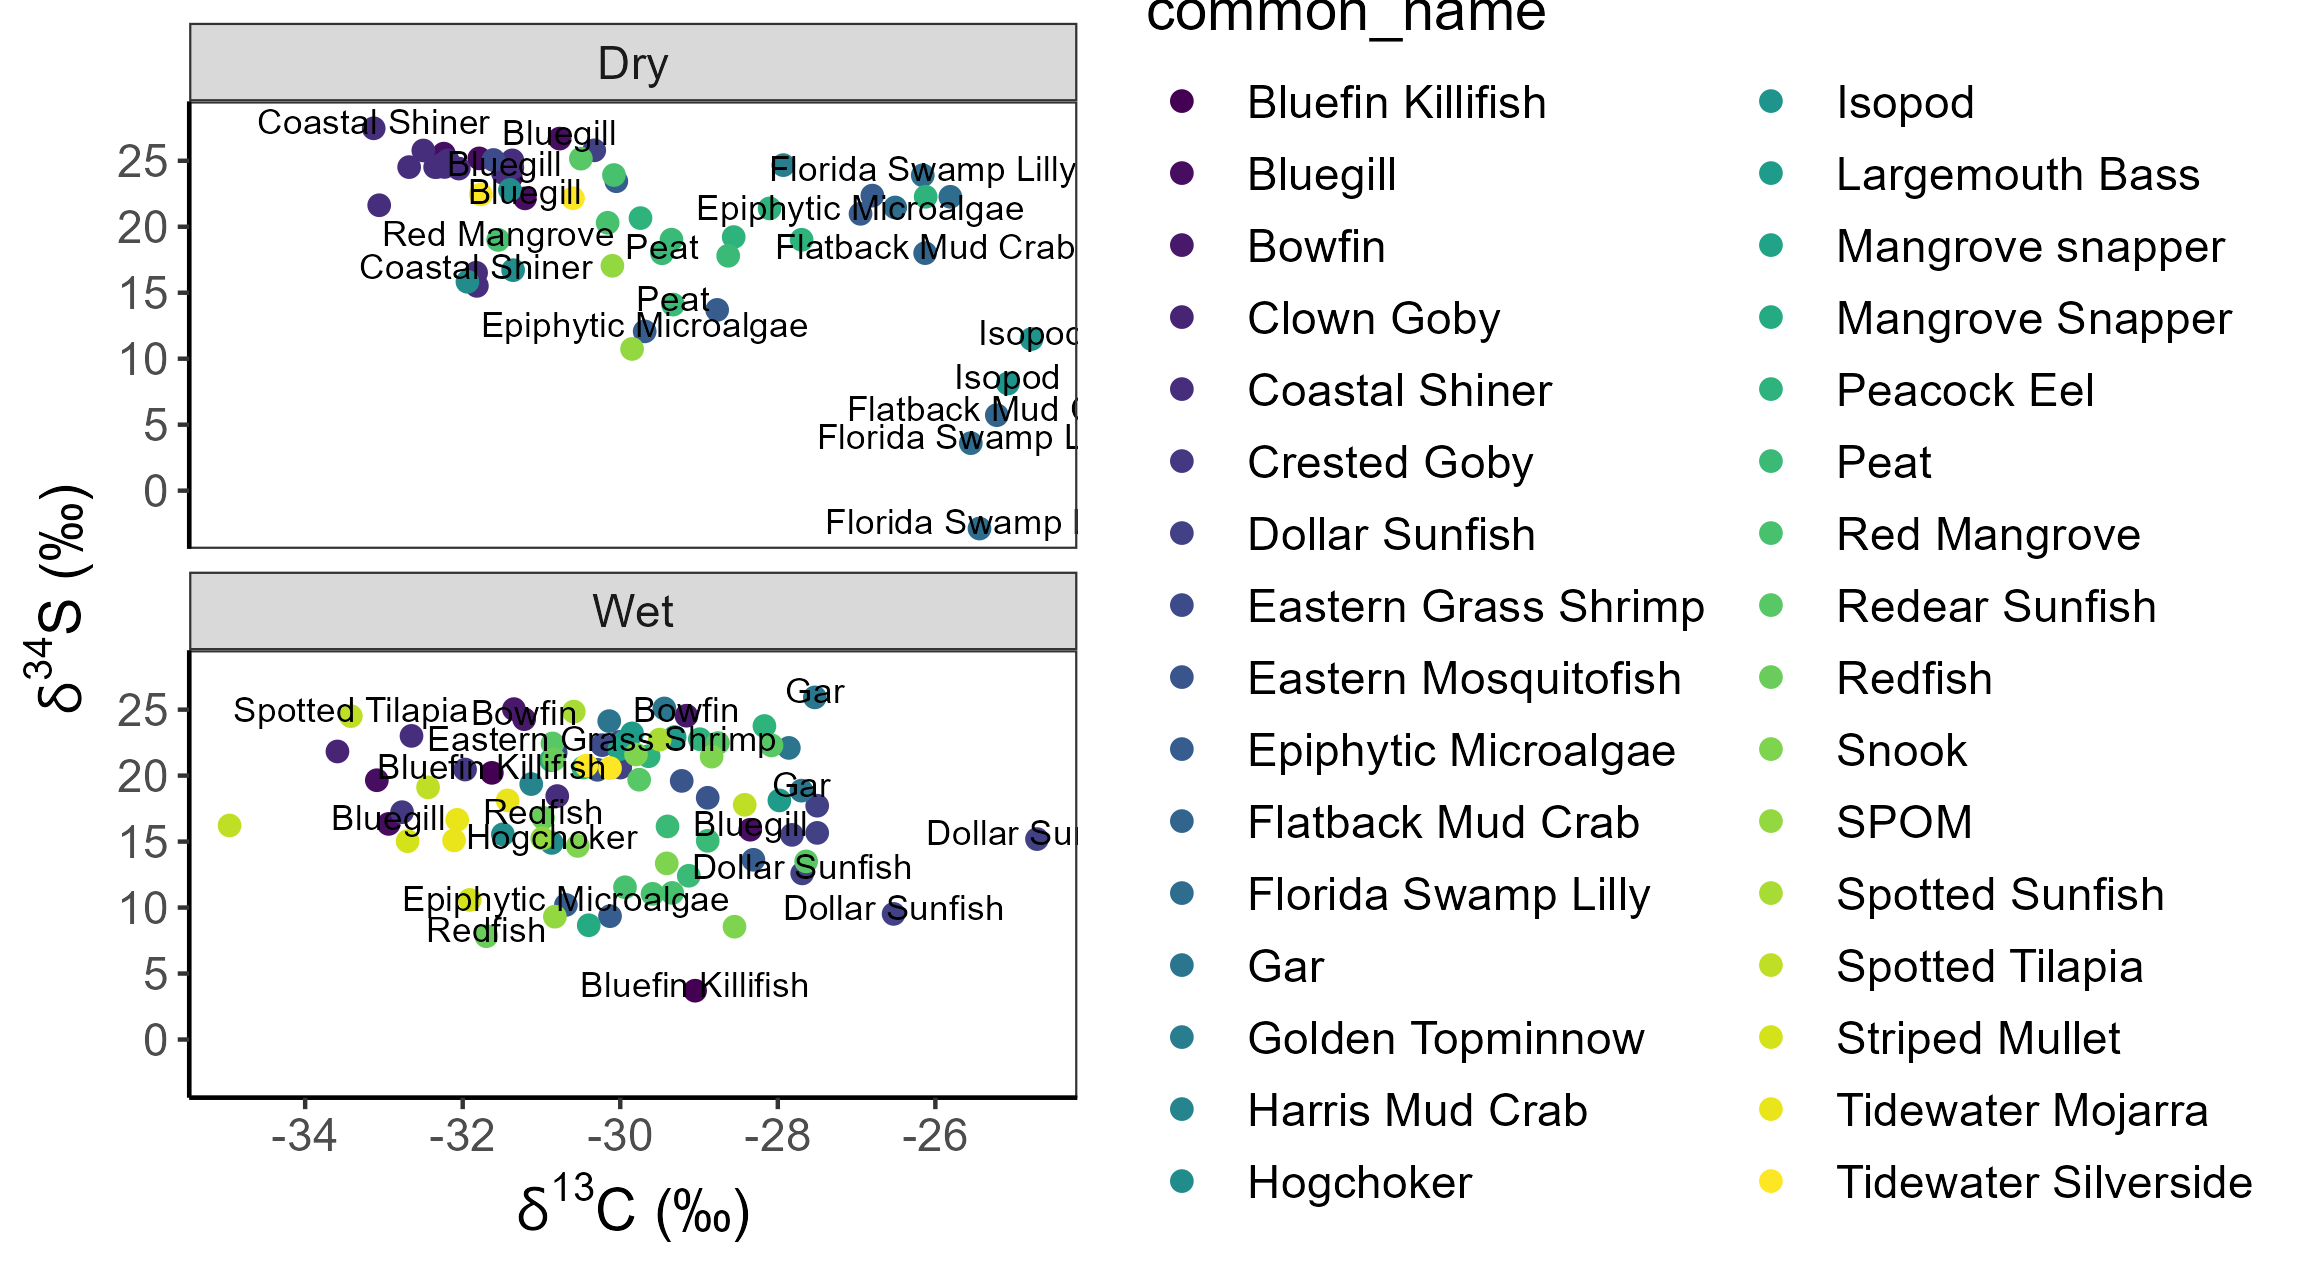 common_name
Dry
Coastal Shiner
Bluegill
Bluegill
Bluegill
Florida Swamp Lilly
Epiphytic Microalgae
Red Mangrove
Peat
Flatback Mud Crab
Coastal Shiner
Peat
Epiphytic Microalgae
Isopod
Isopod
Flatback Mud
Florida Swamp L
Florida Swamp
25
20
15
10
5
0
δ34S (‰)
Wet
Gar
Spotted Tilapia
Bowfin
Bowfin
Eastern Grass Shrimp
Bluefin Killifish
Gar
Redfish
Bluegill
Bluegill
Hogchoker
Dollar Su
Dollar Sunfish
Epiphytic Microalgae
Dollar Sunfish
Redfish
Bluefin Killifish
25
20
15
10
5
0
-34
-32
-30
-28
-26
δ13C (‰)
Bluefin Killifish
Bluegill
Bowfin
Clown Goby
Coastal Shiner
Crested Goby
Dollar Sunfish
Eastern Grass Shrimp
Eastern Mosquitofish
Epiphytic Microalgae
Flatback Mud Crab
Florida Swamp Lilly
Gar
Golden Topminnow
Harris Mud Crab
Hogchoker
Isopod
Largemouth Bass
Mangrove snapper
Mangrove Snapper
Peacock Eel
Peat
Red Mangrove
Redear Sunfish
Redfish
Snook
SPOM
Spotted Sunfish
Spotted Tilapia
Striped Mullet
Tidewater Mojarra
Tidewater Silverside